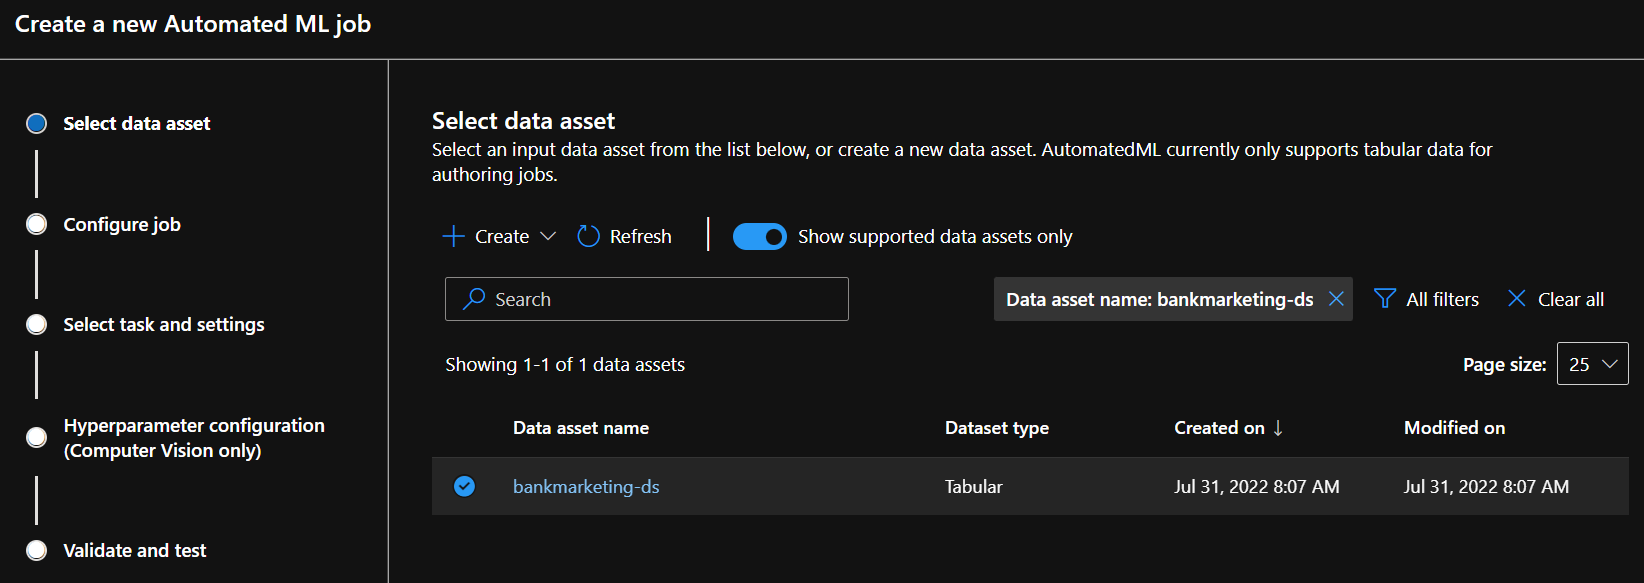 Create a new Automated ML job
Select data asset
Configure job
Select task and settings
Hyperparameter configuration
(Computer Vision only)
Validate and test
Select data asset
Select an input data asset from the list below, or create a new data asset. AutomatedML currently only supports tabular data for
authoring jobs.
Create Refresh Show supported data assets only
Search Data asset name: bankmarketing-ds All filters Clear all
Showing 1-1 of 1 data assets Page size: 25
Data asset name Dataset type Created on Modified on
bankmarketing-ds Tabular Jul 31, 2022 8:07 AM Jul 31, 2022 8:07 AM